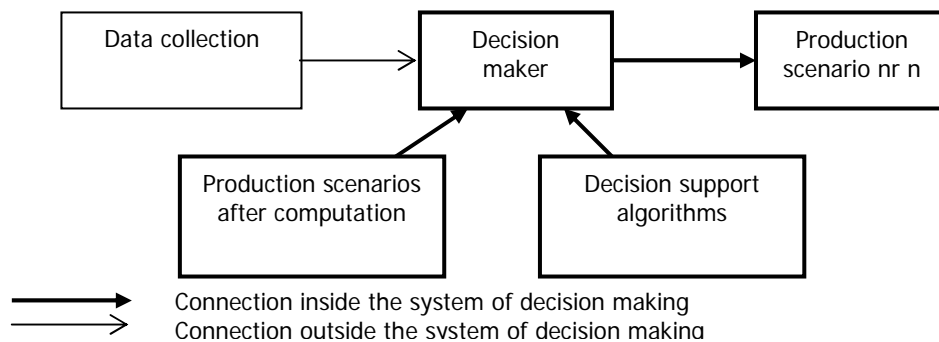 Data collection
Decision
maker
Production
scenario nr n
Production scenarios
after computation
Decision support
algorithms
Connection inside the system of decision making
Connection outside the system of decision making